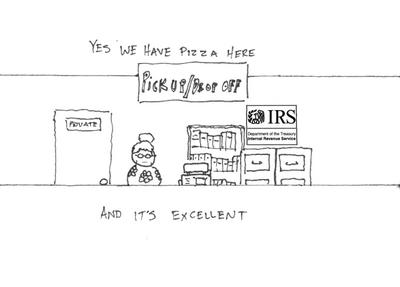 YES WE HAVE PIZZA HERE
PICK UP/DROP OFF
IRS
Department of the Treasury
Internal Revenue Service
PRIVATE
AND IT'S EXCELLENT